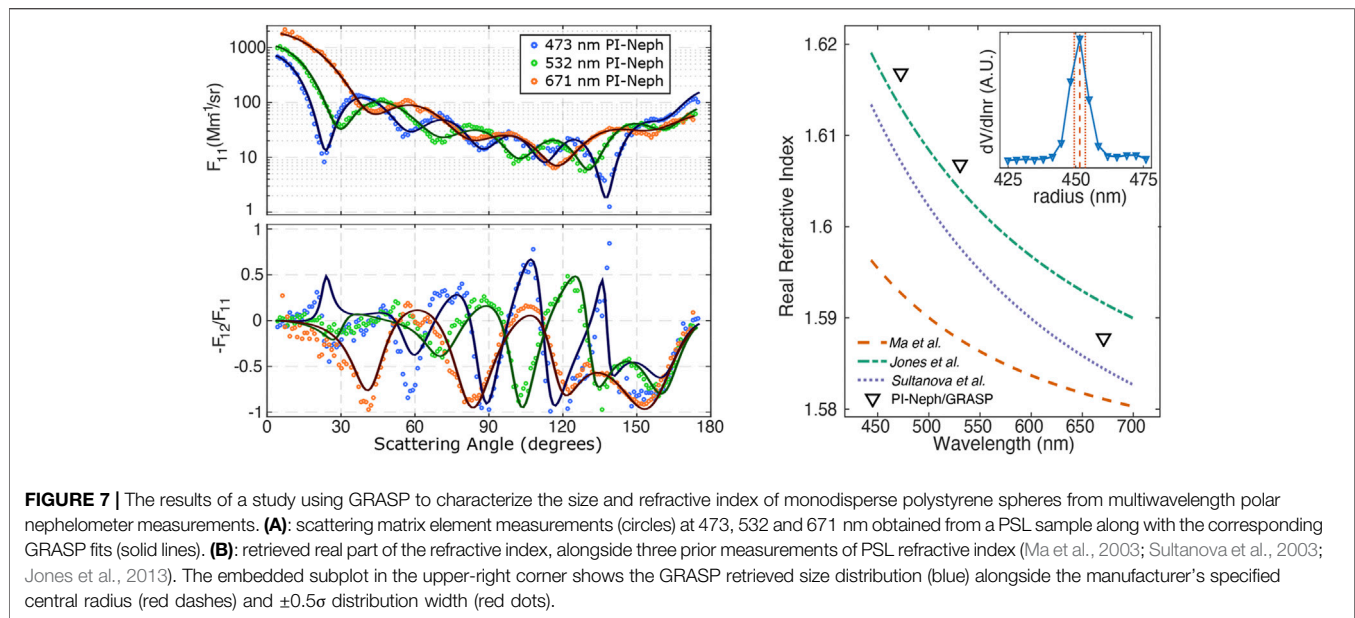 1000
100
10
1
F11(Mm-1/sr)
473 nm PI-Neph
532 nm PI-Neph
671 nm PI-Neph
0.5
0
-0.5
-1
-F12/F11
0 30 60 90 120 150 180
Scattering Angle (degrees)
1.62
1.61
1.6
1.59
1.58
Real Refractive Index
dV/dlnr (A.U.)
425 450 475
radius (nm)
Ma et al.
Jones et al.
Sultanova et al.
PI-Neph/GRASP
450 500 550 600 650 700
Wavelength (nm)
FIGURE 7 | The results of a study using GRASP to characterize the size and refractive index of monodisperse polystyrene spheres from multiwavelength polar
nephelometer measurements. (A): scattering matrix element measurements (circles) at 473, 532 and 671 nm obtained from a PSL sample along with the corresponding
GRASP fits (solid lines). (B): retrieved real part of the refractive index, alongside three prior measurements of PSL refractive index (Ma et al., 2003; Sultanova et al., 2003;
Jones et al., 2013). The embedded subplot in the upper-right corner shows the GRASP retrieved size distribution (blue) alongside the manufacturer's specified
central radius (red dashes) and ±0.5σ distribution width (red dots).